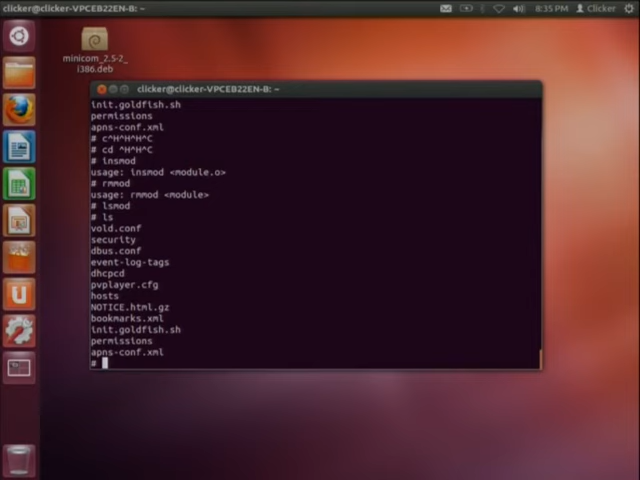 clicker@clicker-VPCEB22EN-B: ~
8:35 PM
Clicker
minicom_2.5-2_
i386.deb
clicker@clicker-VPCEB22EN-B: ~
init.goldfish.sh
permissions
apns-conf.xml
# c^H^H^H^C
# cd ^H^H^C
# insmod
usage: insmod <module.o>
# rmmod
usage: rmmod <module>
# lsmod
# ls
vold.conf
security
dbus.conf
event-log-tags
dhcpcd
pvplayer.cfg
hosts
NOTICE.html.gz
bookmarks.xml
init.goldfish.sh
permissions
apns-conf.xml
#